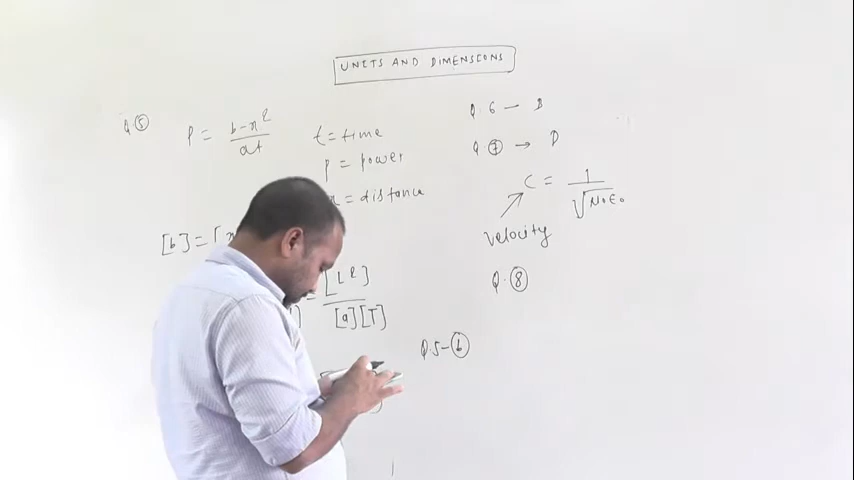 UNITS AND DIMENSIONS
Q ⑤
P = b-x² / at
t = time
P = power
x = distance
[b] = [
= [L²] / [a][T]
Q.5-ⓑ
Q.6 — B
Q ⑦ → D
C = 1 / √μ₀ε₀
velocity
Q.⑧